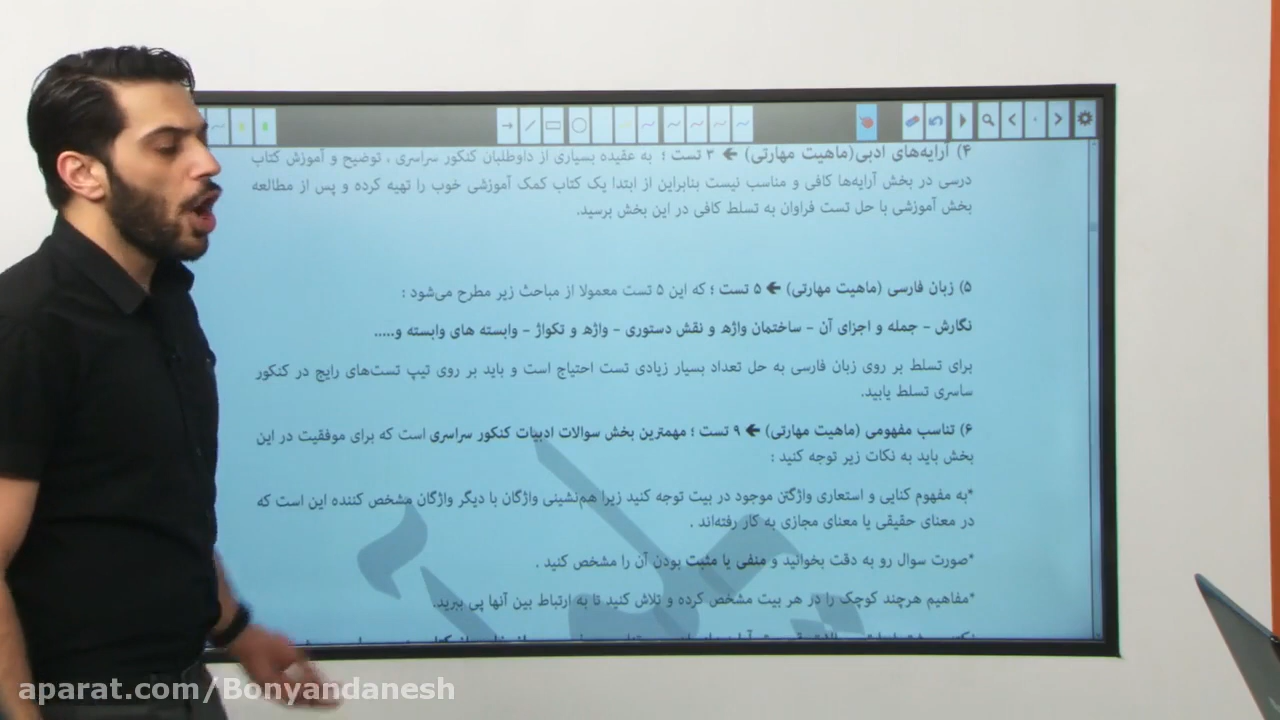 ۴) آرایه‌های ادبی(ماهیت مهارتی) ← ۳ تست ؛ به عقیده بسیاری از داوطلبان کنکور سراسری ، توضیح و آموزش کتاب
درسی در بخش آرایه‌ها کافی و مناسب نیست بنابراین از ابتدا یک کتاب کمک آموزشی خوب را تهیه کرده و پس از مطالعه
بخش آموزشی با حل تست فراوان به تسلط کافی در این بخش برسید.
۵) زبان فارسی (ماهیت مهارتی) ← ۵ تست ؛ که این ۵ تست معمولا از مباحث زیر مطرح می‌شود :
نگارش – جمله و اجزای آن – ساختمان واژه و نقش دستوری – واژه و تکواژ – وابسته های وابسته و.....
برای تسلط بر روی زبان فارسی به حل تعداد بسیار زیادی تست احتیاج است و باید بر روی تیپ تست‌های رایج در کنکور
ساسری تسلط یابید.
۶) تناسب مفهومی (ماهیت مهارتی) ← ۹ تست ؛ مهمترین بخش سوالات ادبیات کنکور سراسری است که برای موفقیت در این
بخش باید به نکات زیر توجه کنید :
*به مفهوم کنایی و استعاری واژگتن موجود در بیت توجه کنید زیرا هم‌نشینی واژگان با دیگر واژگان مشخص کننده این است که
در معنای حقیقی یا معنای مجازی به کار رفته‌اند .
*صورت سوال رو به دقت بخوانید و منفی یا مثبت بودن آن را مشخص کنید .
*مفاهیم هرچند کوچک را در هر بیت مشخص کرده و تلاش کنید تا به ارتباط بین آنها پی ببرید.
aparat.com/Bonyandanesh